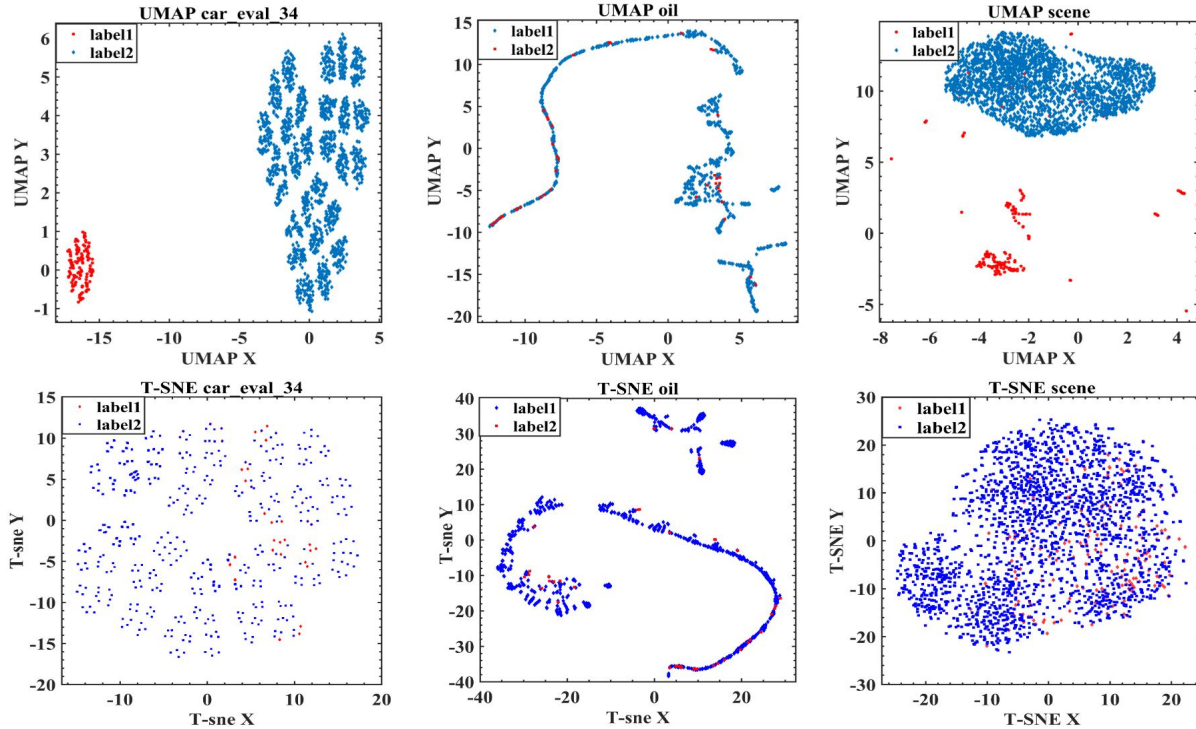 UMAP car_eval_34
label1
label2
6
5
4
3
2
1
0
-1
UMAP Y
-15
-10
-5
0
5
UMAP X
UMAP oil
label1
label2
15
10
5
0
-5
-10
-15
-20
UMAP Y
-10
-5
0
5
UMAP X
UMAP scene
label1
label2
10
5
0
-5
UMAP Y
-8
-6
-4
-2
0
2
4
UMAP X
T-SNE car_eval_34
label1
label2
15
10
5
0
-5
-10
-15
-20
T-sne Y
-10
0
10
20
T-sne X
T-SNE oil
label1
label2
40
30
20
10
0
-10
-20
-30
-40
T-sne Y
-40
-20
0
20
T-sne X
T-SNE scene
label1
label2
30
20
10
0
-10
-20
-30
T-SNE Y
-20
-10
0
10
20
T-SNE X